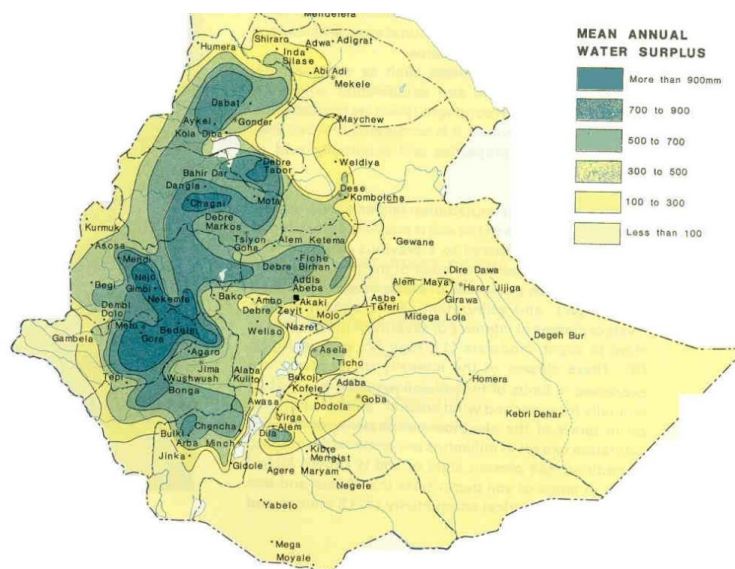 Mendefera
MEAN ANNUAL
WATER SURPLUS
More than 900mm
700 to 900
500 to 700
300 to 500
100 to 300
Less than 100
Humera
Shiraro
Adwa
Adigrat
Inda
Silase
Abi Adi
Mekele
Dabat
Aykel
Gonder
Kola Diba
Maychew
Debre
Tabor
Weldiya
Bahir Dar
Dangla
Dese
Kombolcha
Chagni
Mota
Debre
Markos
Kurmuk
Asosa
Tsiyon
Goha
Alem Ketema
Gewane
Mendi
Fiche
Debre Birhan
Nejo
Gimbi
Begi
Nekemte
Addis
Abeba
Dire Dawa
Alem Maya
Harer
Jijiga
Bako
Ambo
Akaki
Asbe
Teferi
Girawa
Dembi
Dolo
Debre Zeyit
Mojo
Midega Lola
Metu
Bedele
Weliso
Nazret
Gambela
Gore
Degeh Bur
Agaro
Asela
Jima
Alaba
Kulito
Ticho
Tepi
Wushwush
Bekoji
Adaba
Homera
Bonga
Kofele
Awasa
Dodola
Goba
Yirga
Alem
Kebri Dehar
Chencha
Dila
Bulki
Arba Minch
Kibre
Mengist
Jinka
Gidole
Agere Maryam
Negele
Yabelo
Mega
Moyale